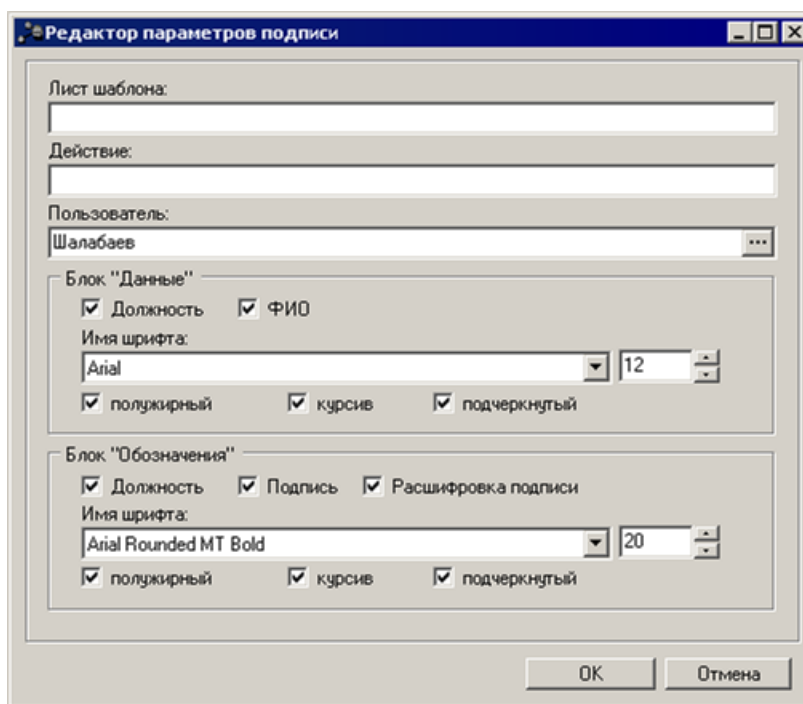 Редактор параметров подписи
Лист шаблона:
Действие:
Пользователь:
Шалабаев
...
Блок "Данные"
Должность ФИО
Имя шрифта:
Arial 12
полужирный курсив подчеркнутый
Блок "Обозначения"
Должность Подпись Расшифровка подписи
Имя шрифта:
Arial Rounded MT Bold 20
полужирный курсив подчеркнутый
OK Отмена